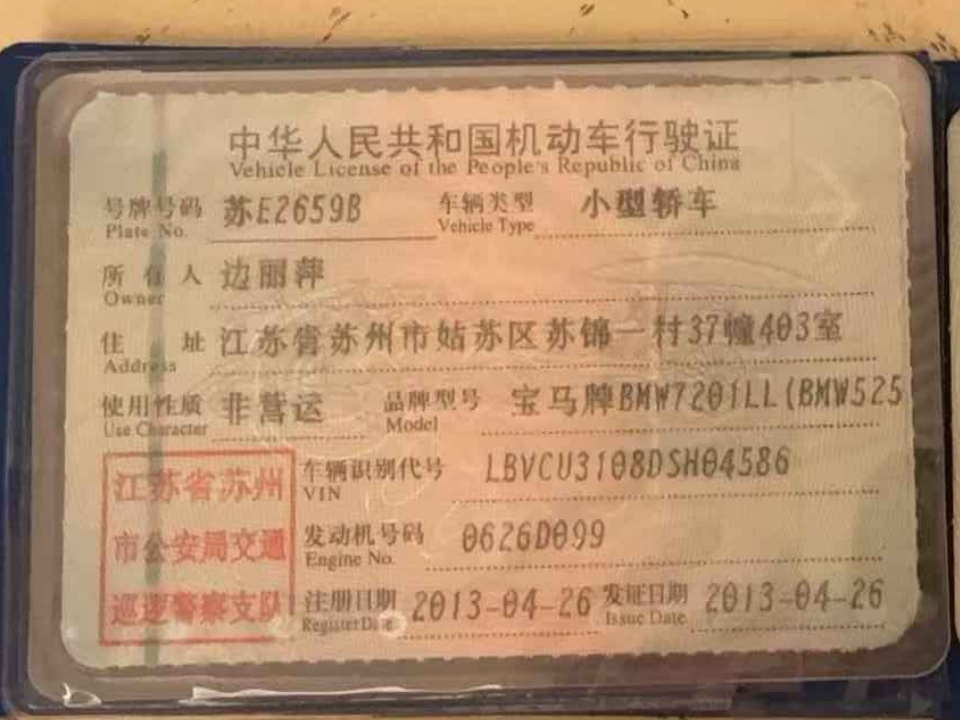 中华人民共和国机动车行驶证
Vehicle License of the People's Republic of China
号牌号码 苏E2659B 车辆类型 小型轿车
Plate No. Vehicle Type
所有人 边丽萍
Owner
住址 江苏省苏州市姑苏区苏锦一村37幢403室
Address
使用性质 非营运 品牌型号 宝马牌BMW7201LL(BMW525
Use Character Model
江苏省苏州
市公安局交通
巡逻警察支队
车辆识别代号 LBVCU3108DSH04586
VIN
发动机号码 0626D099
Engine No.
注册日期 2013-04-26 发证日期 2013-04-26
Register Date Issue Date